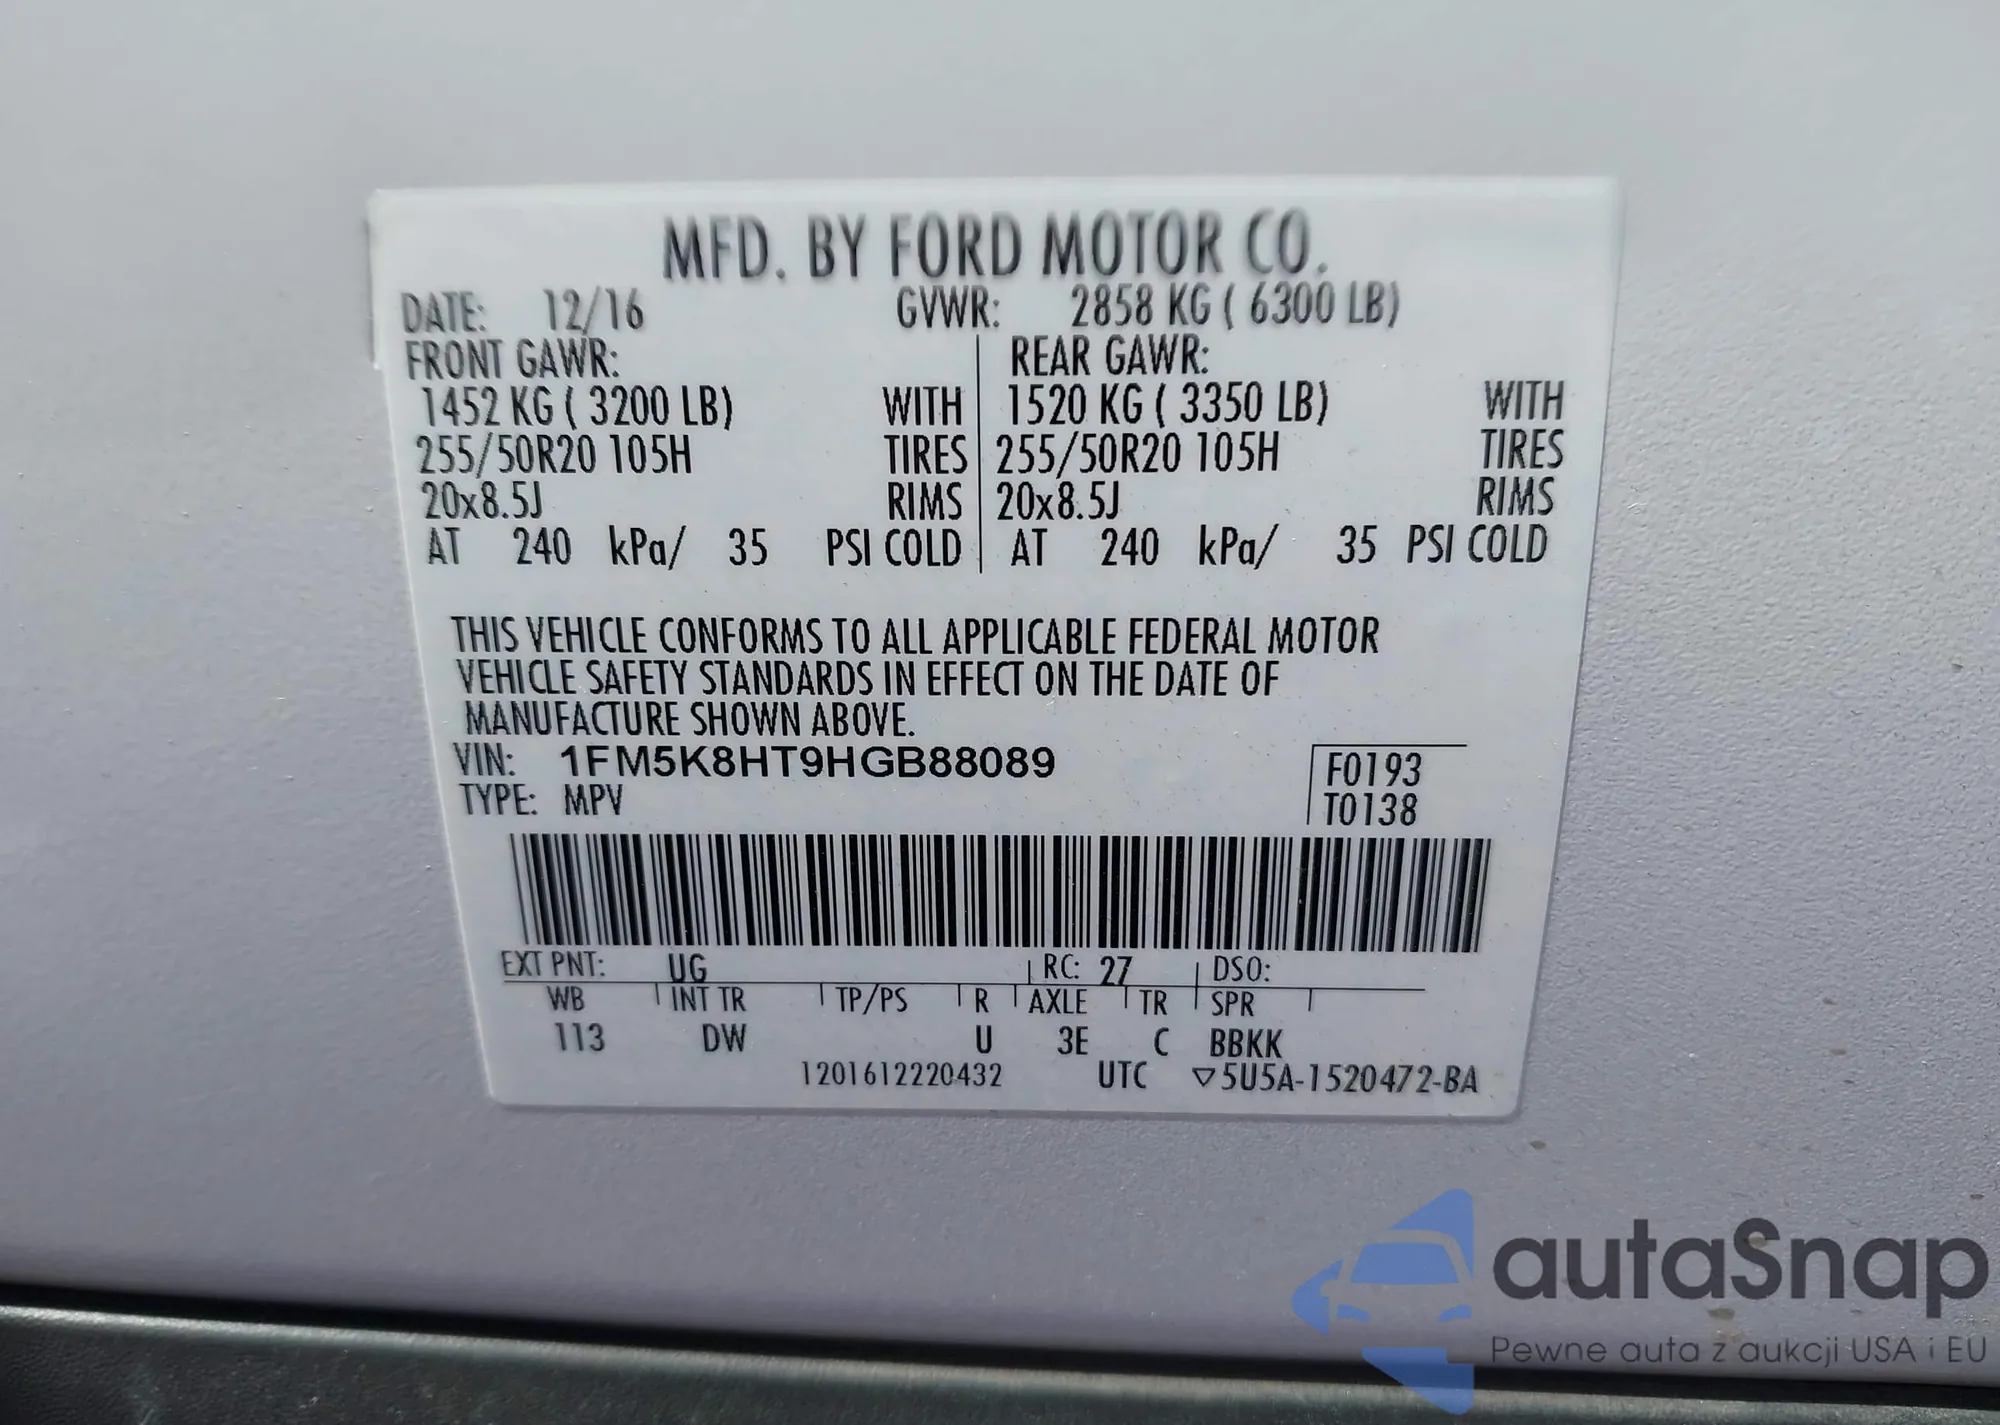 MFD. BY FORD MOTOR CO.
DATE: 12/16 GVWR: 2858 KG ( 6300 LB)
FRONT GAWR: REAR GAWR:
1452 KG ( 3200 LB) WITH 1520 KG ( 3350 LB) WITH
255/50R20 105H TIRES 255/50R20 105H TIRES
20x8.5J RIMS 20x8.5J RIMS
AT 240 kPa/ 35 PSI COLD AT 240 kPa/ 35 PSI COLD
THIS VEHICLE CONFORMS TO ALL APPLICABLE FEDERAL MOTOR
VEHICLE SAFETY STANDARDS IN EFFECT ON THE DATE OF
MANUFACTURE SHOWN ABOVE.
VIN: 1FM5K8HT9HGB88089 F0193
TYPE: MPV T0138
EXT PNT: UG RC: 27 DSO:
WB INT TR TP/PS R AXLE TR SPR
113 DW U 3E C BBKK
1201612220432 UTC ▽5U5A-1520472-BA
autaSnap
Pewne auta z aukcji USA i EU